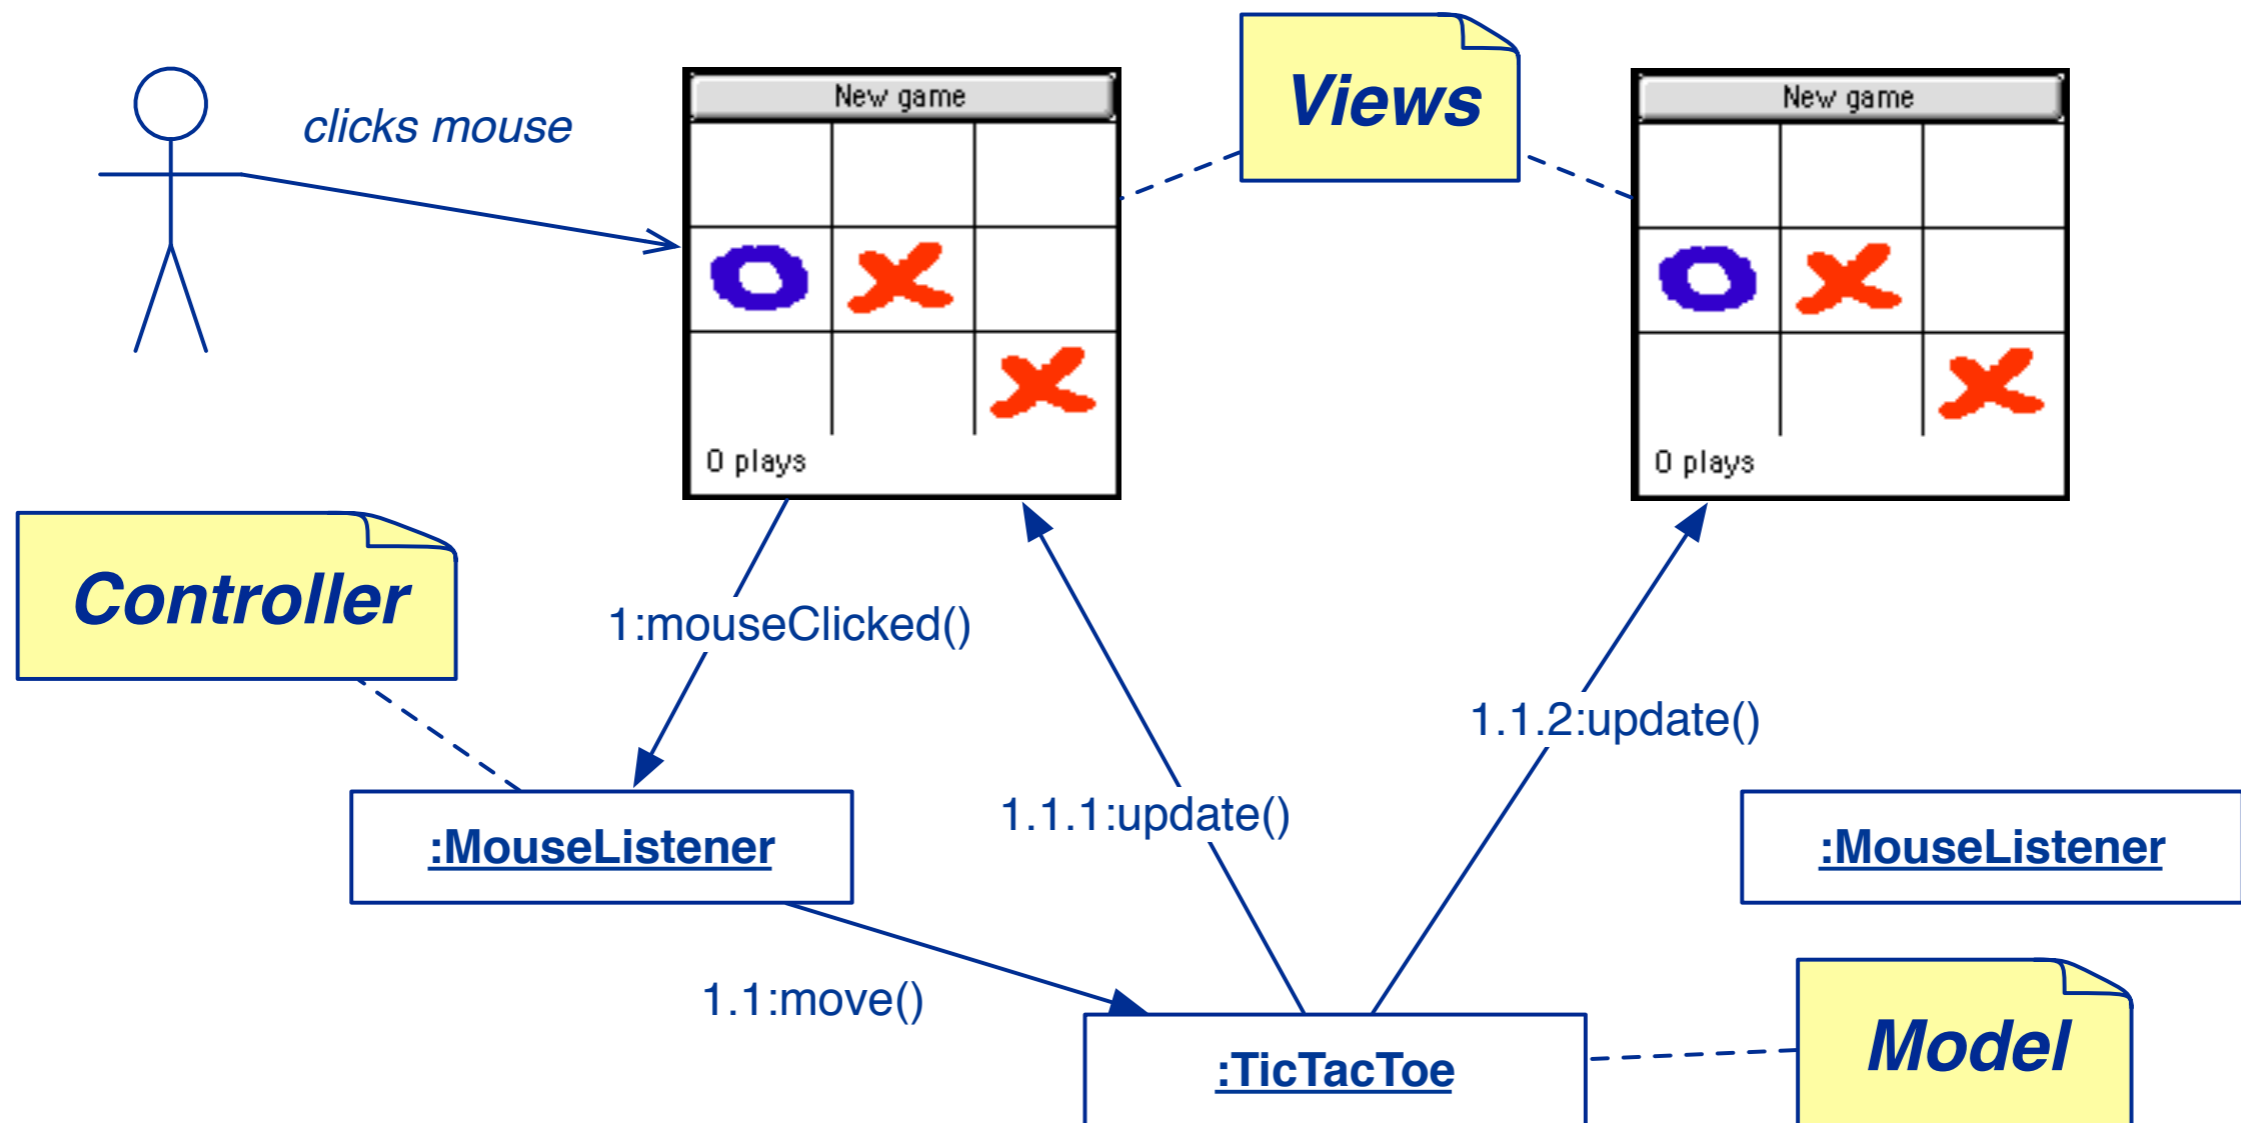 clicks mouse
New game
Views
New game
0 plays
0 plays
Controller
1:mouseClicked()
1.1.2:update()
1.1.1:update()
:MouseListener
:MouseListener
1.1:move()
Model
:TicTacToe